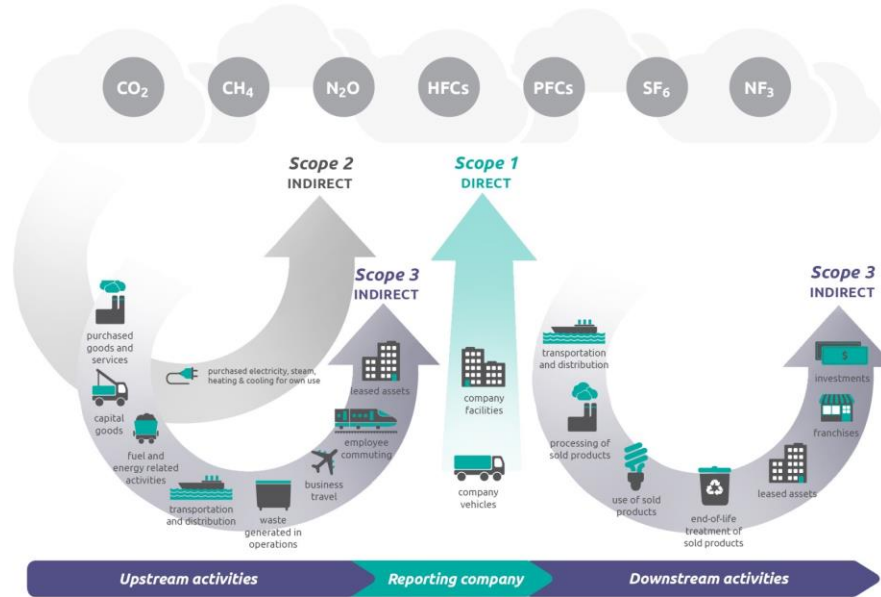 CO₂
CH₄
N₂O
HFCs
PFCs
SF₆
NF₃
Scope 2
INDIRECT
Scope 1
DIRECT
Scope 3
INDIRECT
Scope 3
INDIRECT
purchased
goods and
services
capital
goods
fuel and
energy related
activities
transportation
and distribution
waste
generated in
operations
business
travel
employee
commuting
leased assets
purchased electricity, steam,
heating & cooling for own use
company
facilities
company
vehicles
transportation
and distribution
processing of
sold products
use of sold
products
end-of-life
treatment of
sold products
leased assets
franchises
$
investments
Upstream activities
Reporting company
Downstream activities